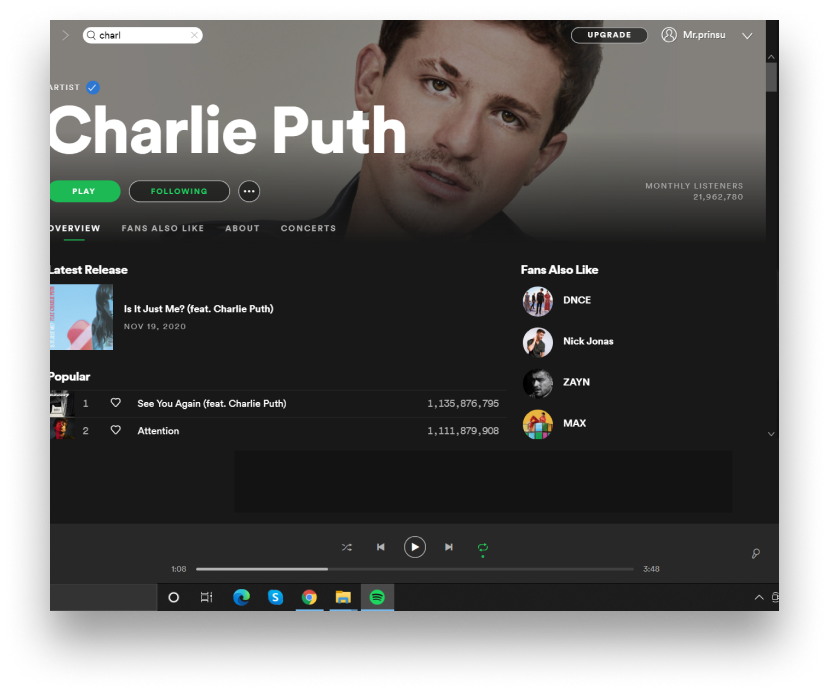 charl
UPGRADE
Mr.prinsu
ARTIST
Charlie Puth
PLAY
FOLLOWING
MONTHLY LISTENERS
21,962,780
OVERVIEW
FANS ALSO LIKE
ABOUT
CONCERTS
Latest Release
Fans Also Like
Is It Just Me? (feat. Charlie Puth)
NOV 19, 2020
DNCE
Nick Jonas
ZAYN
MAX
Popular
1 See You Again (feat. Charlie Puth) 1,135,876,795
2 Attention 1,111,879,908
1:08
3:48